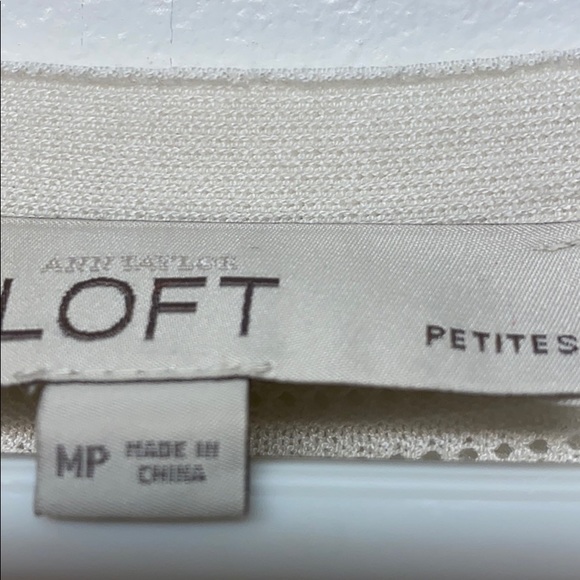 ANN TAYLOR
LOFT
PETITES
MP
MADE IN
CHINA